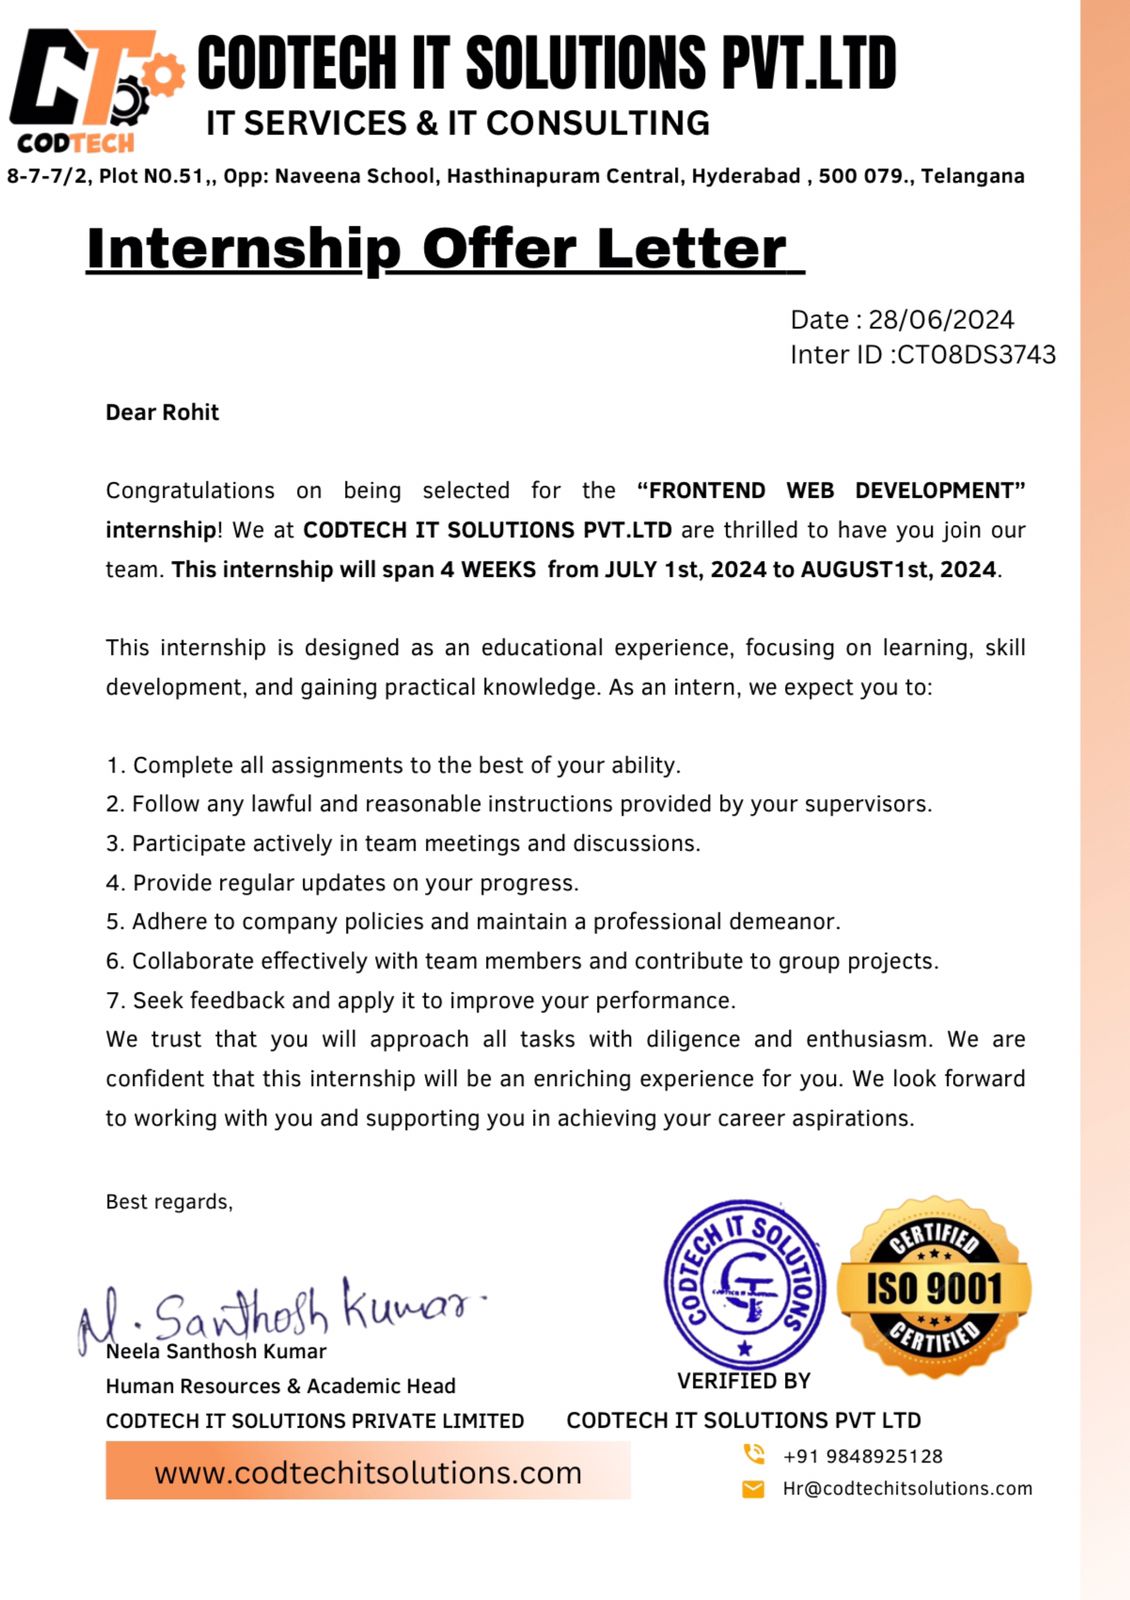 CT
CODTECH
CODTECH IT SOLUTIONS PVT.LTD
IT SERVICES & IT CONSULTING
8-7-7/2, Plot NO.51,, Opp: Naveena School, Hasthinapuram Central, Hyderabad , 500 079., Telangana
Internship Offer Letter
Date : 28/06/2024
Inter ID :CT08DS3743
Dear Rohit
Congratulations on being selected for the “FRONTEND WEB DEVELOPMENT”
internship! We at CODTECH IT SOLUTIONS PVT.LTD are thrilled to have you join our
team. This internship will span 4 WEEKS from JULY 1st, 2024 to AUGUST1st, 2024.
This internship is designed as an educational experience, focusing on learning, skill
development, and gaining practical knowledge. As an intern, we expect you to:
1. Complete all assignments to the best of your ability.
2. Follow any lawful and reasonable instructions provided by your supervisors.
3. Participate actively in team meetings and discussions.
4. Provide regular updates on your progress.
5. Adhere to company policies and maintain a professional demeanor.
6. Collaborate effectively with team members and contribute to group projects.
7. Seek feedback and apply it to improve your performance.
We trust that you will approach all tasks with diligence and enthusiasm. We are
confident that this internship will be an enriching experience for you. We look forward
to working with you and supporting you in achieving your career aspirations.
Best regards,
N. Santhosh Kumar.
Neela Santhosh Kumar
Human Resources & Academic Head
CODTECH IT SOLUTIONS PRIVATE LIMITED
CODTECH IT SOLUTIONS
CT
CERTIFIED
ISO 9001
CERTIFIED
VERIFIED BY
CODTECH IT SOLUTIONS PVT LTD
www.codtechitsolutions.com
+91 9848925128
Hr@codtechitsolutions.com